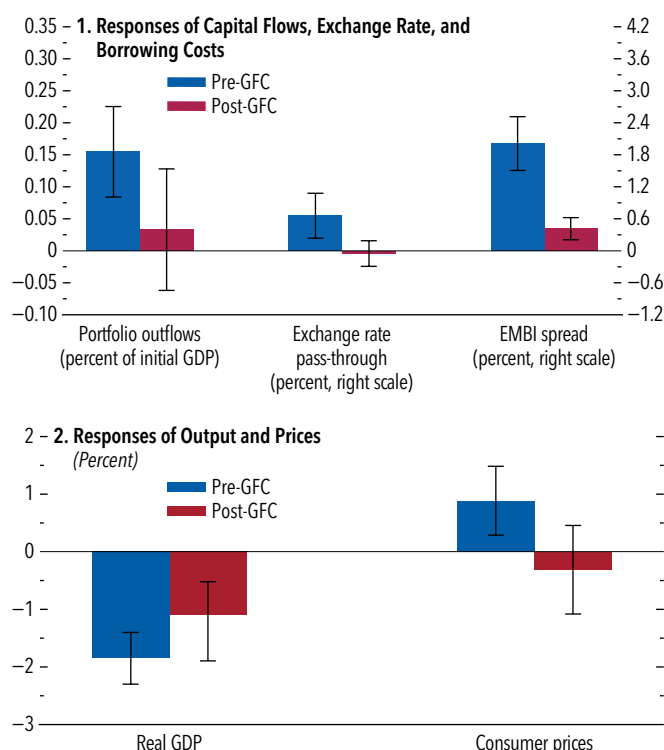 1. Responses of Capital Flows, Exchange Rate, and
Borrowing Costs
Pre-GFC
Post-GFC
0.35
0.30
0.25
0.20
0.15
0.10
0.05
0
−0.05
−0.10
4.2
3.6
3.0
2.4
1.8
1.2
0.6
0
−0.6
−1.2
Portfolio outflows
(percent of initial GDP)
Exchange rate
pass-through
(percent, right scale)
EMBI spread
(percent, right scale)
2. Responses of Output and Prices
(Percent)
Pre-GFC
Post-GFC
2
1
0
−1
−2
−3
Real GDP
Consumer prices